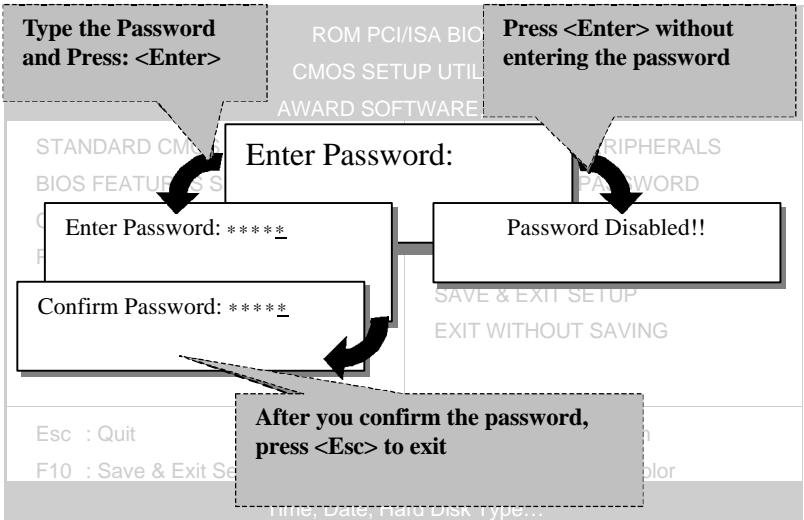 Type the Password
and Press: <Enter>
ROM PCI/ISA BIO
CMOS SETUP UTIL
AWARD SOFTWARE
Press <Enter> without
entering the password
STANDARD CMOS
RIPHERALS
BIOS FEATURES S
PASSWORD
Enter Password:
Enter Password: *****
Password Disabled!!
Confirm Password: *****
SAVE & EXIT SETUP
EXIT WITHOUT SAVING
After you confirm the password,
press <Esc> to exit
Esc : Quit
F10 : Save & Exit Se
olor
Time, Date, Hard Disk Type…